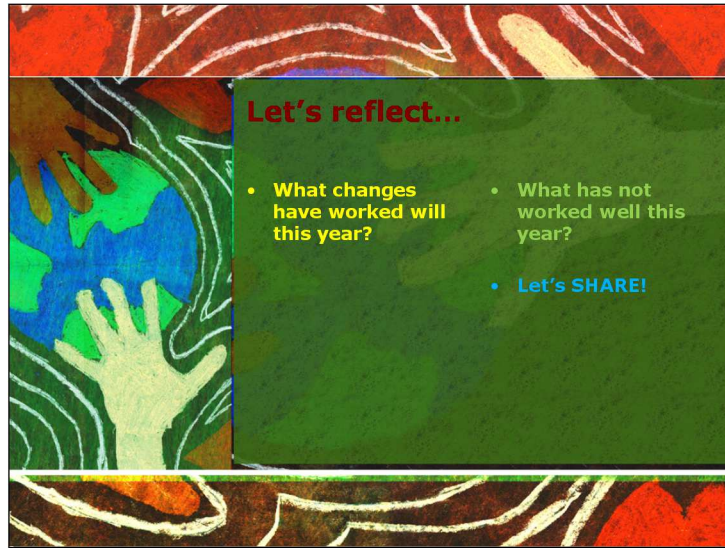 Let's reflect…
• What changes
have worked will
this year?
• What has not
worked well this
year?
• Let's SHARE!